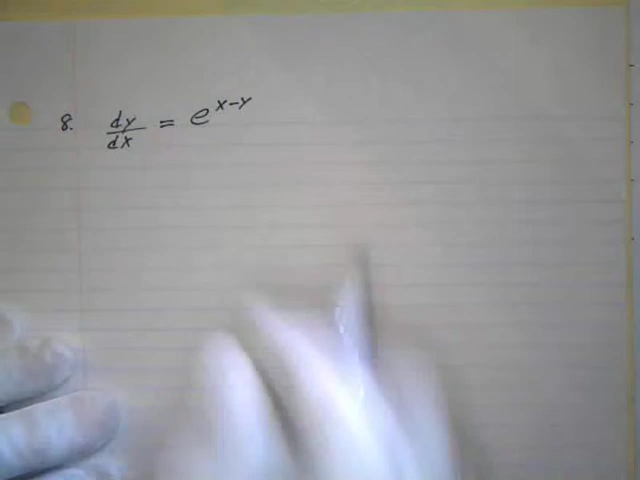 8. dy/dx = e^{x-y}